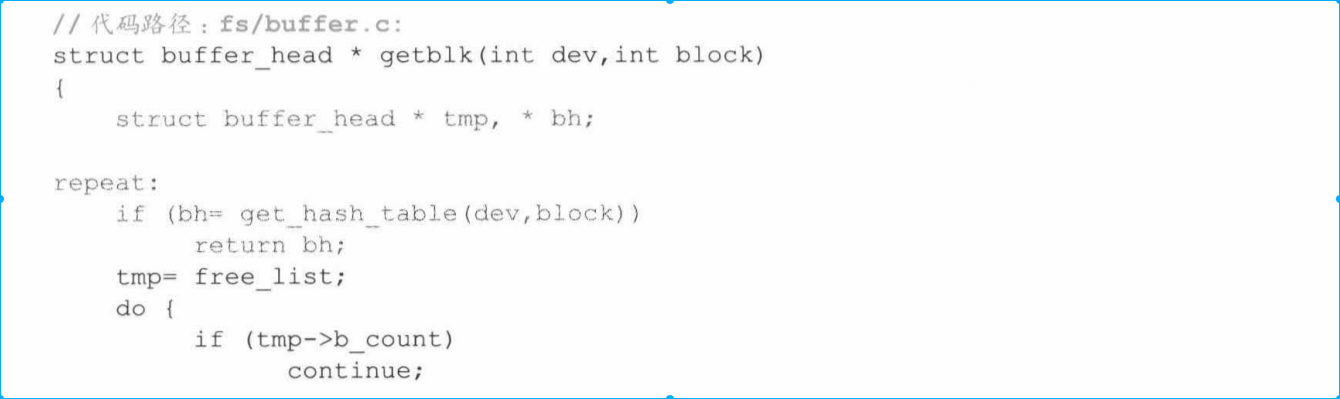 // 代码路径：fs/buffer.c:
struct buffer_head * getblk(int dev,int block)
{
struct buffer_head * tmp, * bh;
repeat:
if (bh= get_hash_table(dev,block))
return bh;
tmp= free_list;
do {
if (tmp->b_count)
continue;